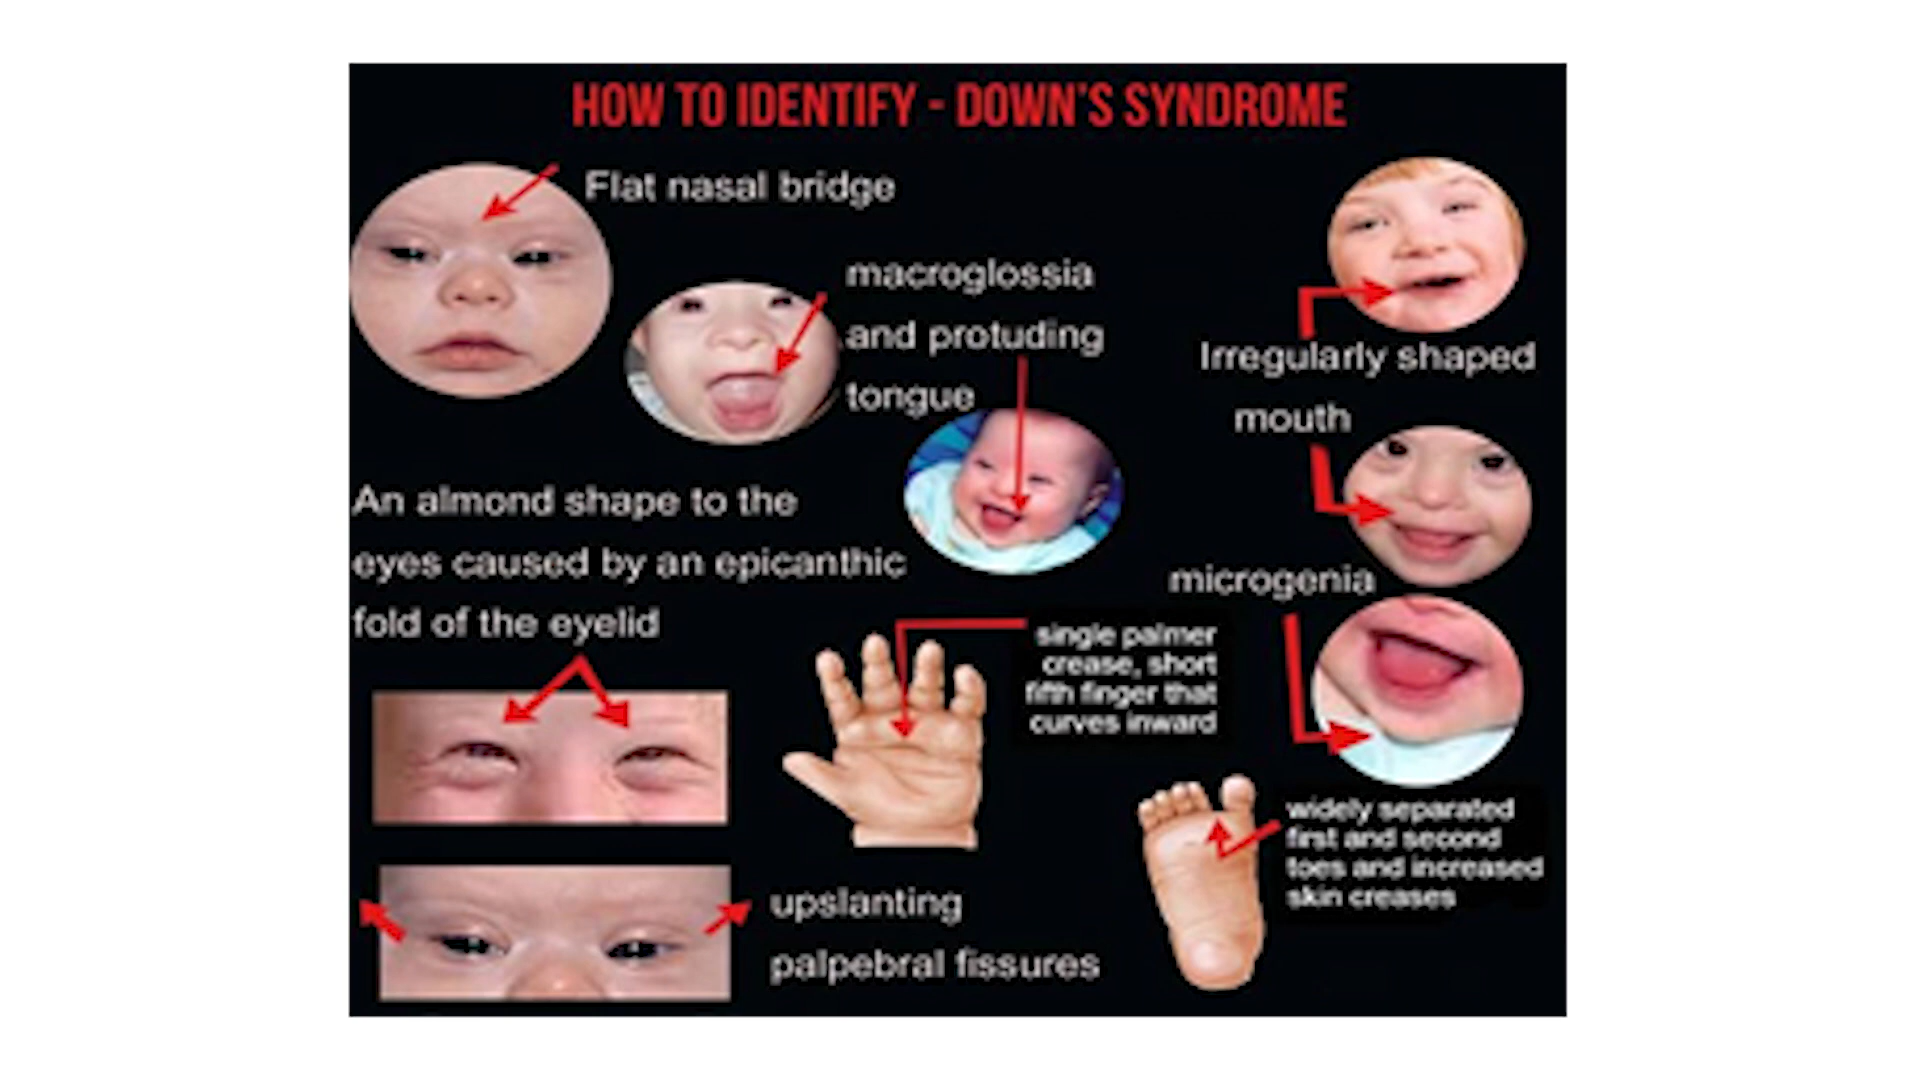 HOW TO IDENTIFY - DOWN'S SYNDROME
Flat nasal bridge
macroglossia
and protuding
tongue
Irregularly shaped
mouth
An almond shape to the
eyes caused by an epicanthic
fold of the eyelid
microgenia
single palmer
crease, short
fifth finger that
curves inward
widely separated
first and second
toes and increased
skin creases
upslanting
palpebral fissures